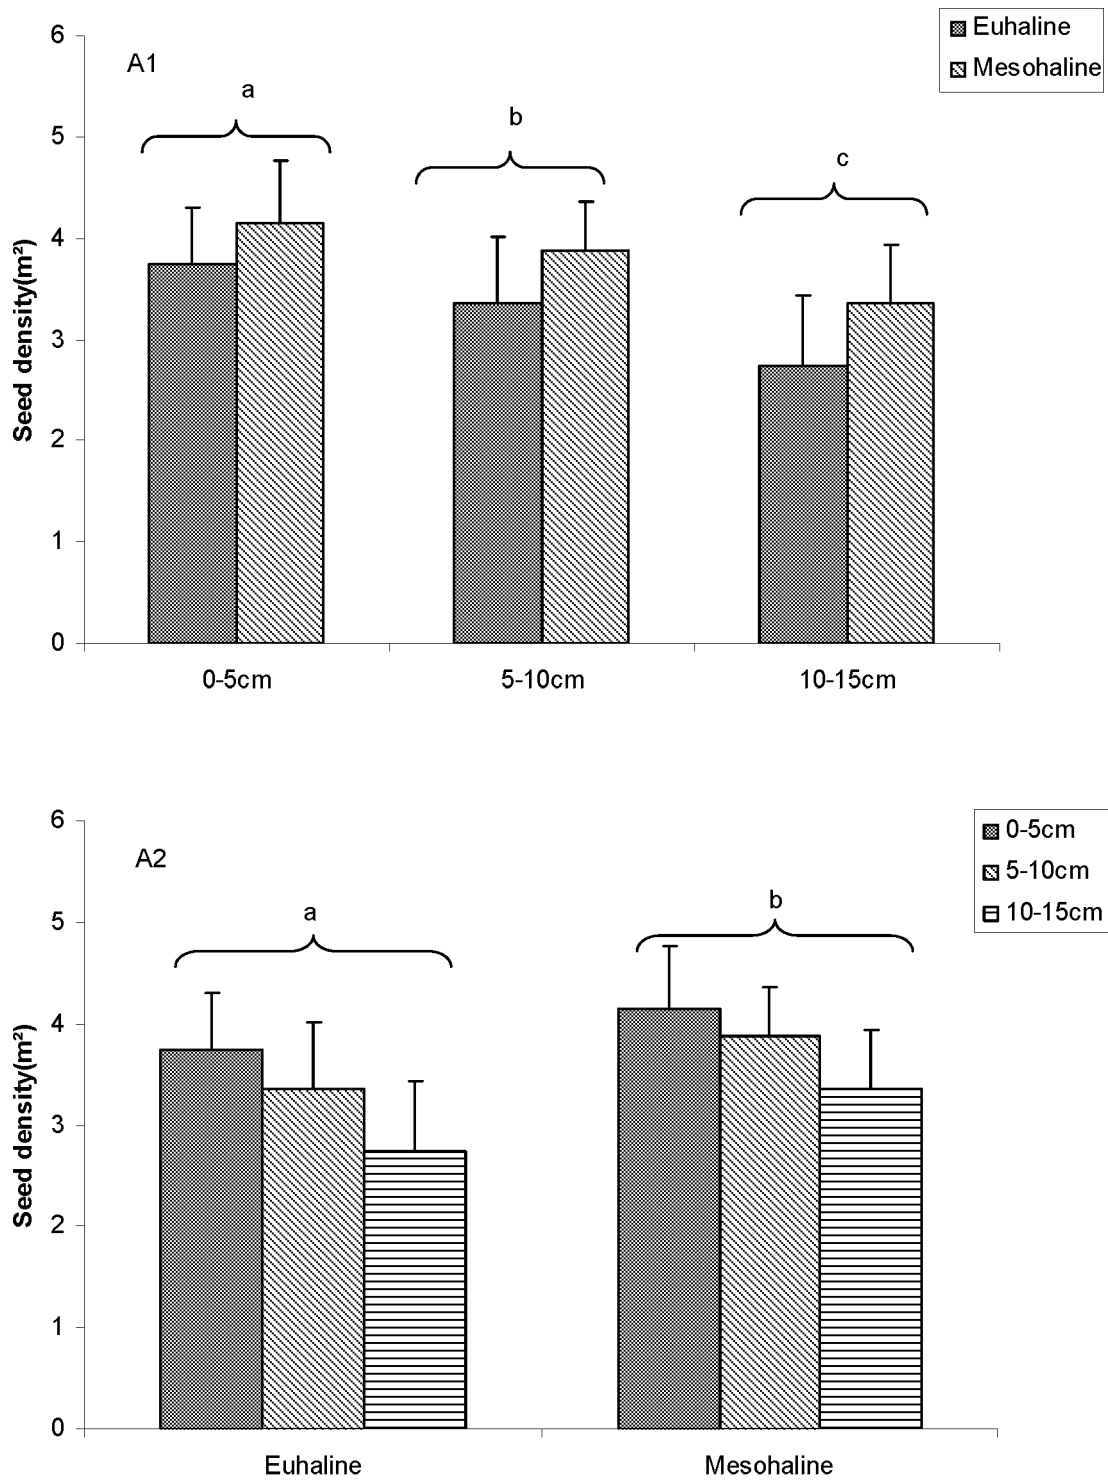 A1
Euhaline
Mesohaline
a
b
c
6
5
4
3
2
1
0
Seed density(m²)
0-5cm
5-10cm
10-15cm
A2
0-5cm
5-10cm
10-15cm
a
b
6
5
4
3
2
1
0
Seed density(m²)
Euhaline
Mesohaline